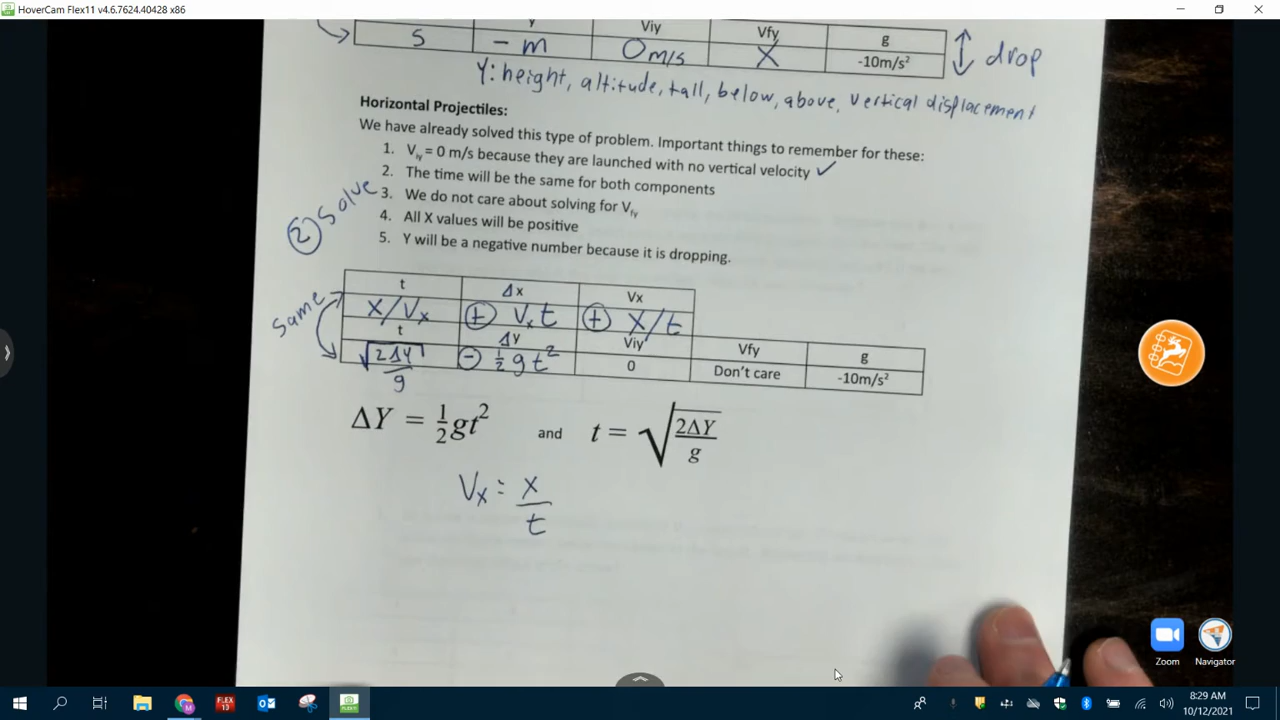 HoverCam Flex11 v4.6.7624.40428 x86
y Viy Vfy g
S - m 0 m/s X -10m/s² drop
Y: height, altitude, tall, below, above, vertical displacement
Horizontal Projectiles:
We have already solved this type of problem. Important things to remember for these:
1. Viy = 0 m/s because they are launched with no vertical velocity ✓
2. The time will be the same for both components
② Solve
3. We do not care about solving for Vfy
4. All X values will be positive
5. Y will be a negative number because it is dropping.
t Δx Vx
Same X/Vx + Vx t + X/t
t Δy Viy Vfy g
√2ΔY/g - ½ g t² 0 Don't care -10m/s²
ΔY = ½gt² and t = √2ΔY/g
Vx = x/t
Zoom Navigator
FLEX 13
FLEX11
8:29 AM
10/12/2021